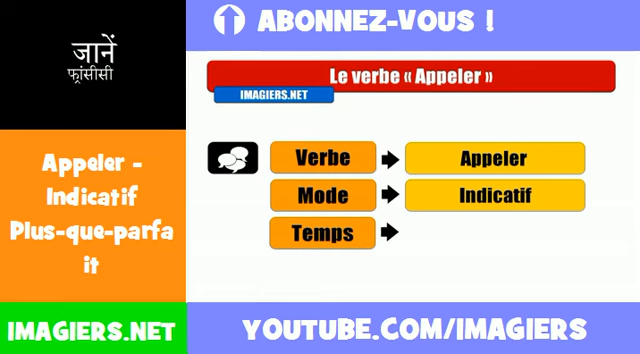 जानें
फ्रांसीसी
Appeler -
Indicatif
Plus-que-parfa
it
IMAGIERS.NET
ABONNEZ-VOUS !
Le verbe « Appeler »
IMAGIERS.NET
Verbe Appeler
Mode Indicatif
Temps
YOUTUBE.COM/IMAGIERS